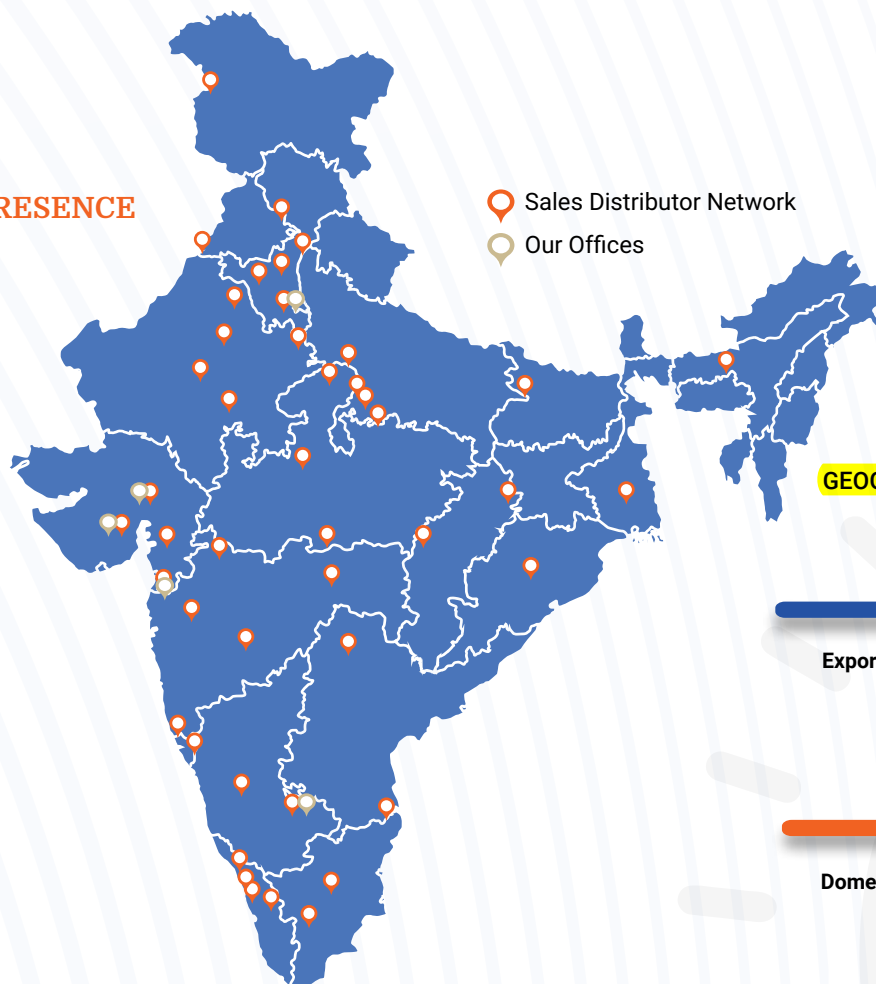 RESENCE
Sales Distributor Network
Our Offices
GEOG
Expor
Dome